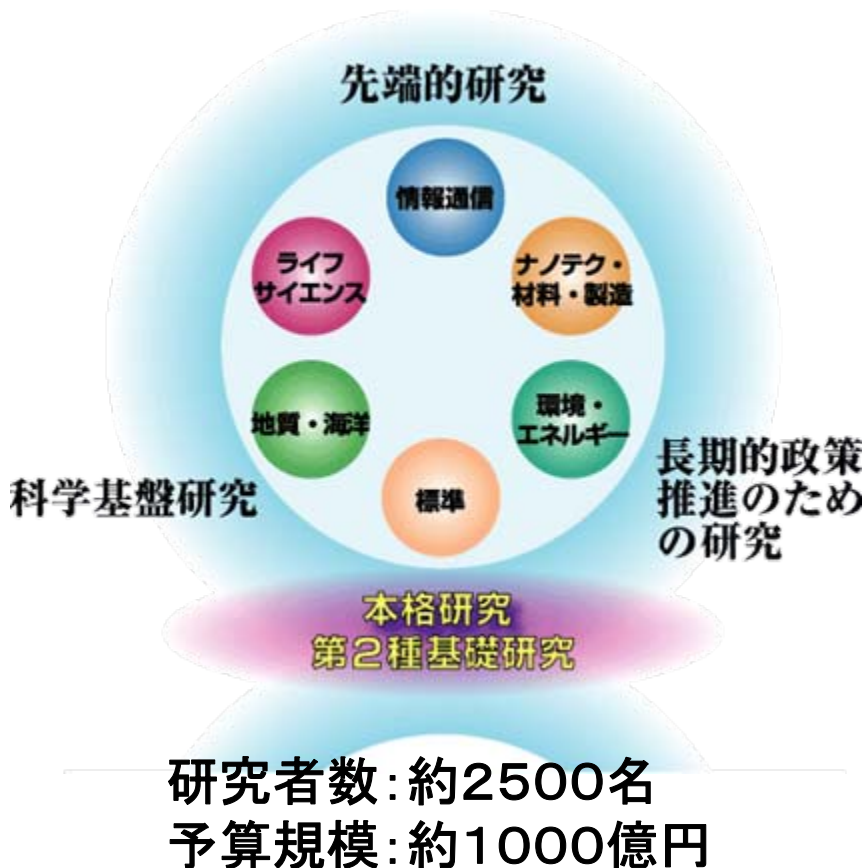 先端的研究
情報通信
ライフ
サイエンス
ナノテク・
材料・製造
地質・海洋
環境・
エネルギー
標準
科学基盤研究
長期的政策
推進のため
の研究
本格研究
第2種基礎研究
研究者数:約2500名
予算規模:約1000億円